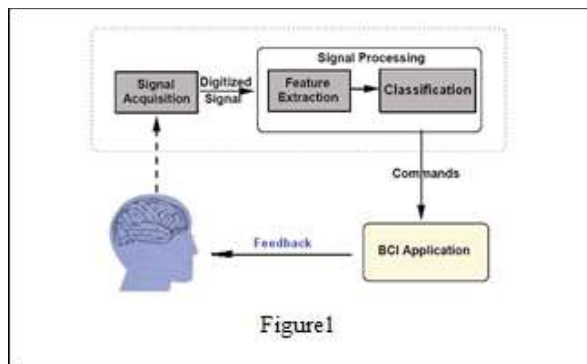 Signal Processing
Signal
Acquisition
Digitized
Signal
Feature
Extraction
Classification
Commands
Feedback
BCI Application
Figure1